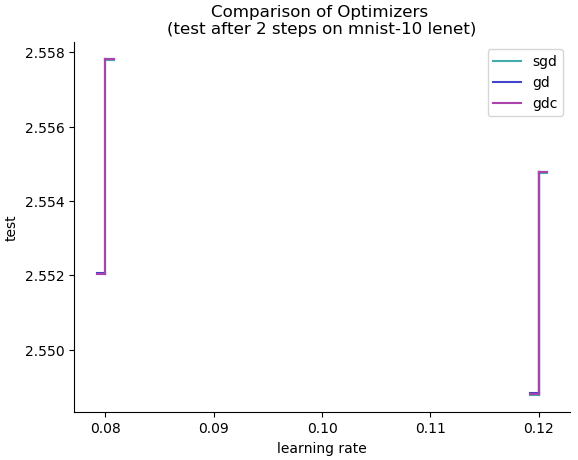 Comparison of Optimizers
(test after 2 steps on mnist-10 lenet)
2.558
2.556
2.554
2.552
2.550
test
sgd
gd
gdc
0.08 0.09 0.10 0.11 0.12
learning rate